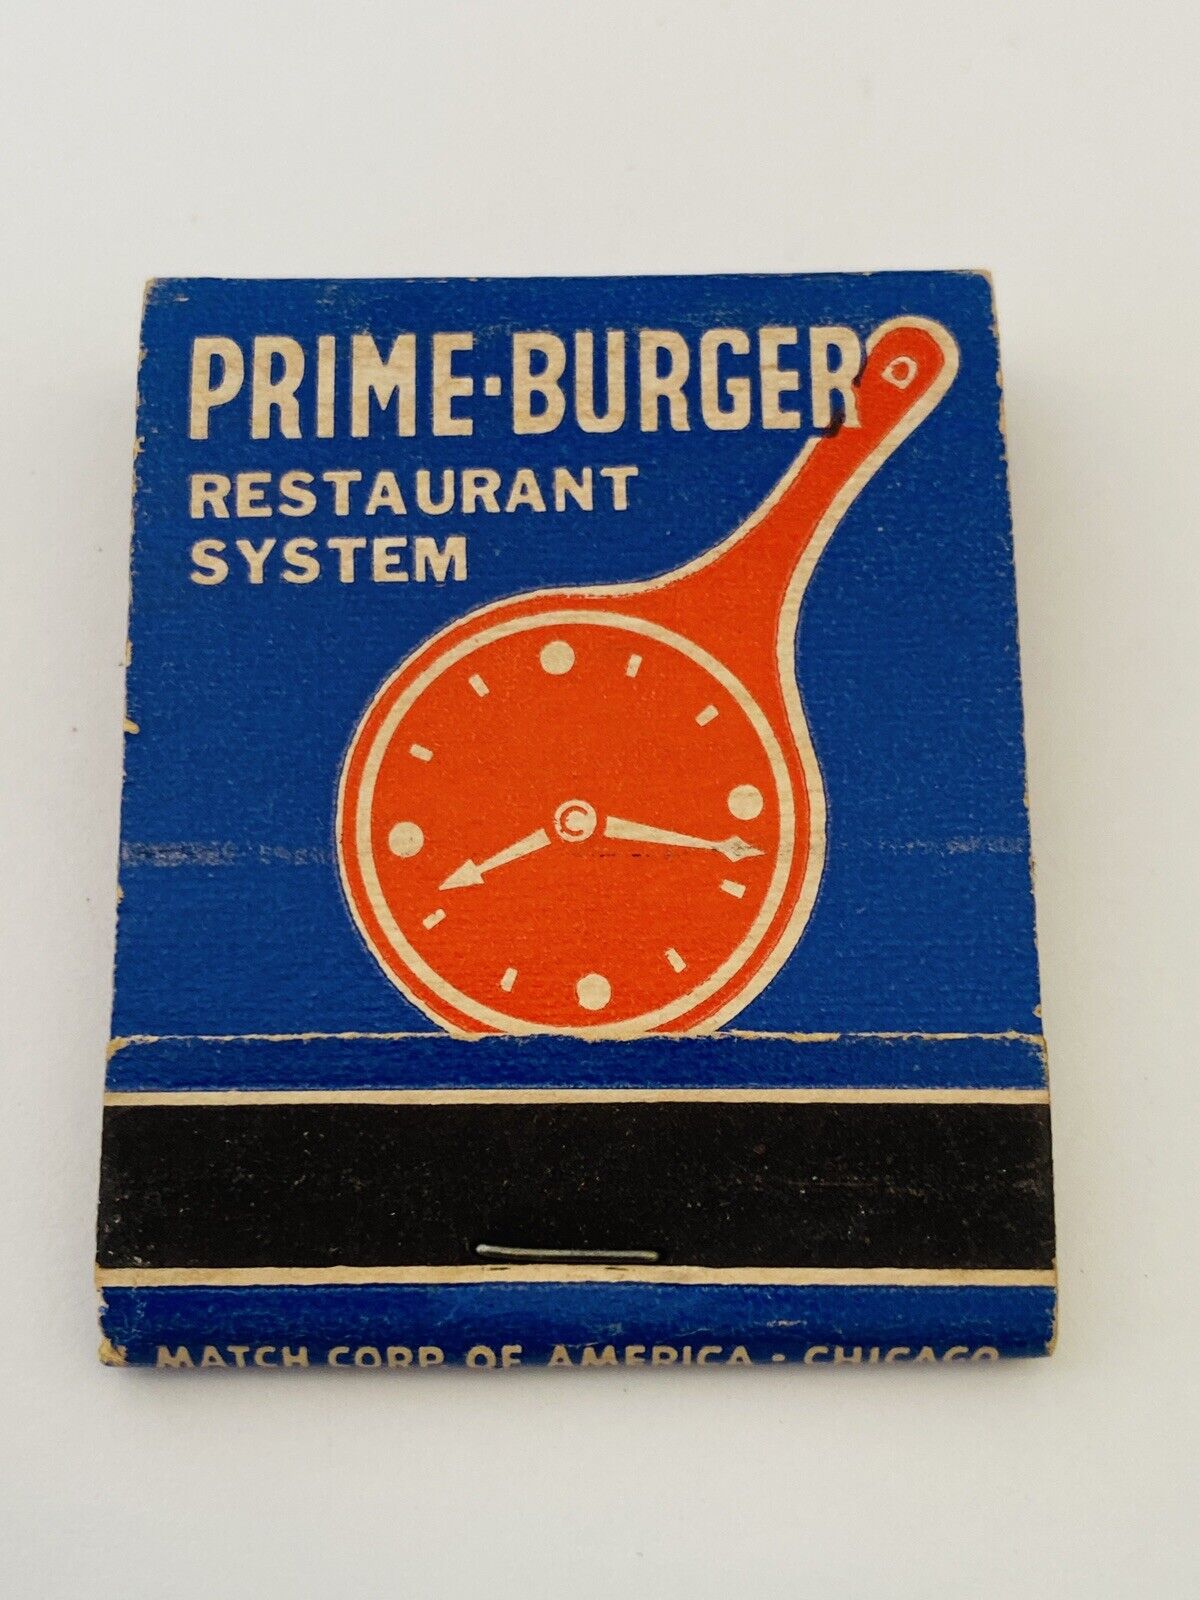 PRIME-BURGER
RESTAURANT
SYSTEM
©
MATCH CORP. OF AMERICA · CHICAGO